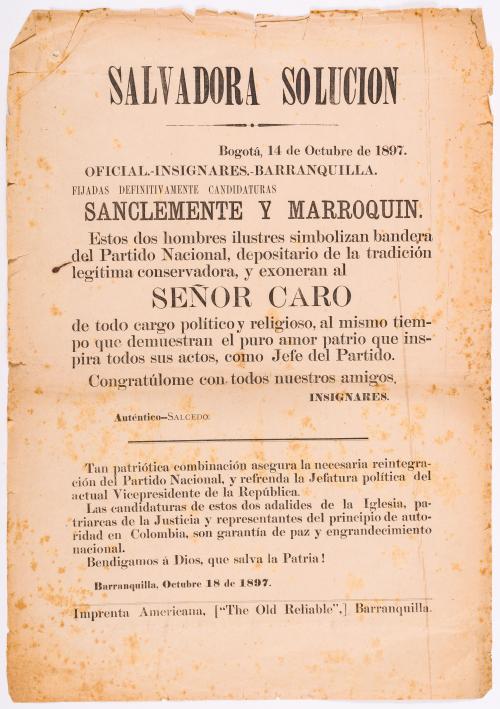 SALVADORA SOLUCION
Bogotá, 14 de Octubre de 1897.
OFICIAL.-INSIGNARES.-BARRANQUILLA.
FIJADAS DEFINITIVAMENTE CANDIDATURAS
SANCLEMENTE Y MARROQUIN.
Estos dos hombres ilustres simbolizan bandera
del Partido Nacional, depositario de la tradición
legítima conservadora, y exoneran al
SEÑOR CARO
de todo cargo político y religioso, al mismo tiem-
po que demuestran el puro amor patrio que ins-
pira todos sus actos, como Jefe del Partido.
Congratúlome con todos nuestros amigos.
INSIGNARES.
Auténtico—SALCEDO.
Tan patriótica combinación asegura la necesaria reintegra-
ción del Partido Nacional, y refrenda la Jefatura política del
actual Vicepresidente de la República.
Las candidaturas de estos dos adalides de la Iglesia, pa-
triarcas de la Justicia y representantes del principio de auto-
ridad en Colombia, son garantía de paz y engrandecimiento
nacional.
Bendigamos á Dios, que salva la Patria!
Barranquilla, Octubre 18 de 1897.
Imprenta Americana, ["The Old Reliable",] Barranquilla.